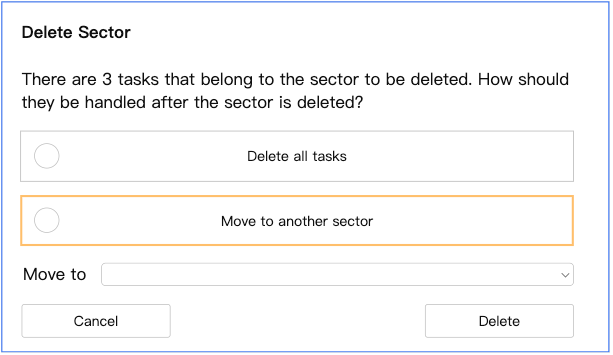 Delete Sector
There are 3 tasks that belong to the sector to be deleted. How should
they be handled after the sector is deleted?
Delete all tasks
Move to another sector
Move to
Cancel
Delete